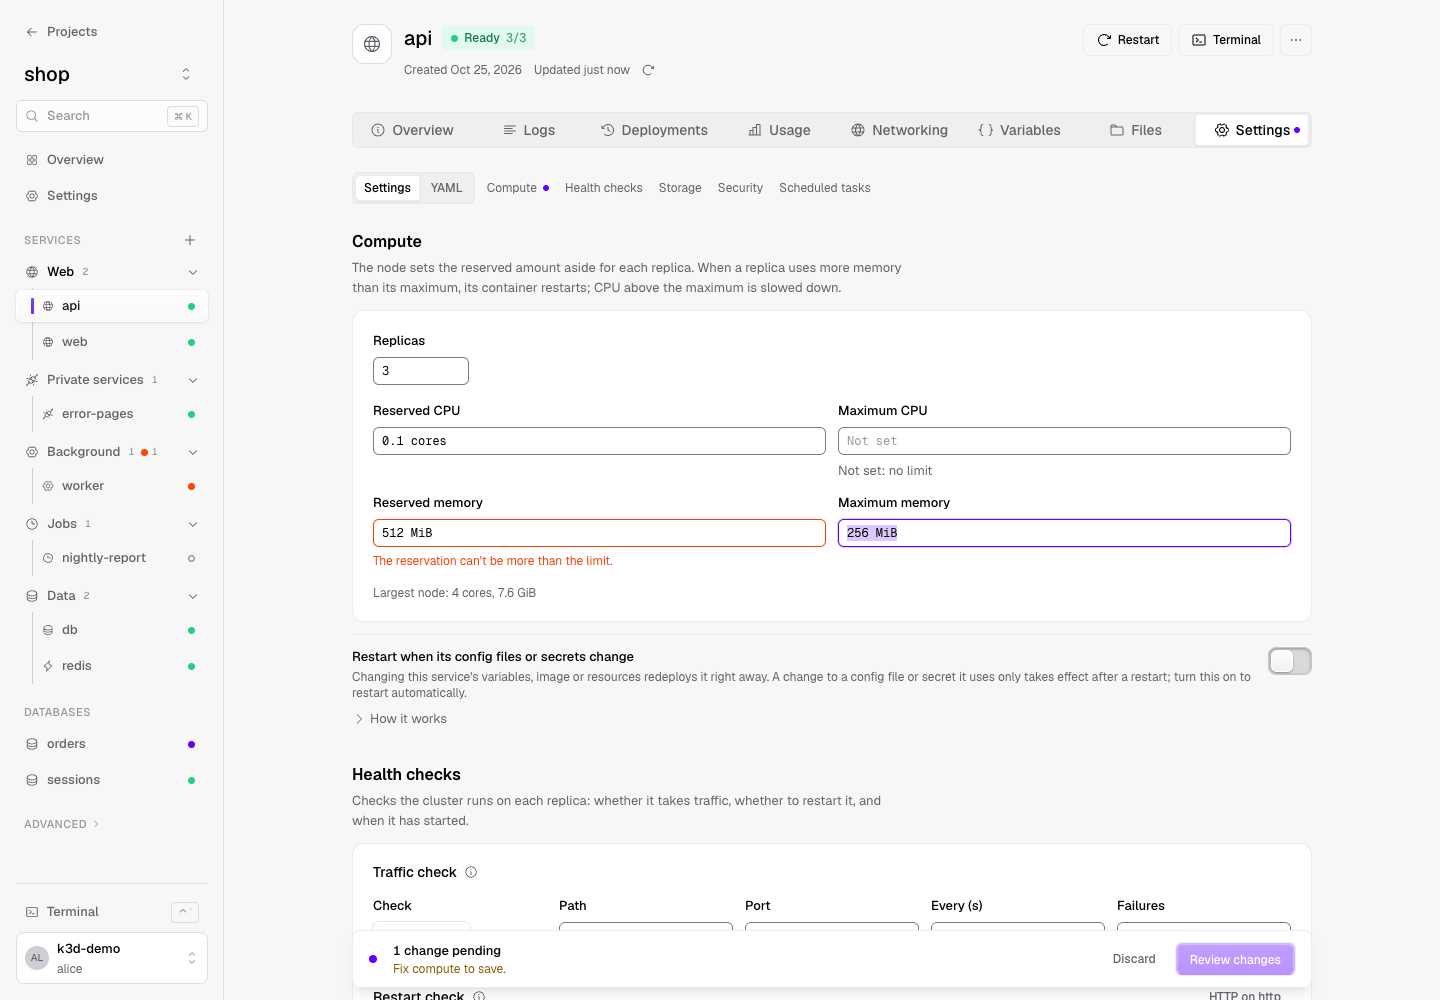 Projects
shop
Search
⌘ K
Overview
Settings
SERVICES
Web 2
api
web
Private services 1
error-pages
Background 1 1
worker
Jobs 1
nightly-report
Data 2
db
redis
DATABASES
orders
sessions
ADVANCED
Terminal
^ `
AL
k3d-demo
alice
api
Ready 3/3
Created Oct 25, 2026 Updated just now
Restart
Terminal
...
Overview
Logs
Deployments
Usage
Networking
Variables
Files
Settings
Settings
YAML
Compute
Health checks
Storage
Security
Scheduled tasks
Compute
The node sets the reserved amount aside for each replica. When a replica uses more memory
than its maximum, its container restarts; CPU above the maximum is slowed down.
Replicas
3
Reserved CPU
0.1 cores
Maximum CPU
Not set
Not set: no limit
Reserved memory
512 MiB
The reservation can't be more than the limit.
Maximum memory
256 MiB
Largest node: 4 cores, 7.6 GiB
Restart when its config files or secrets change
Changing this service's variables, image or resources redeploys it right away. A change to a config file or secret it uses only takes effect after a restart; turn this on to
restart automatically.
How it works
Health checks
Checks the cluster runs on each replica: whether it takes traffic, whether to restart it, and
when it has started.
Traffic check
Check
Path
Port
Every (s)
Failures
1 change pending
Fix compute to save.
Discard
Review changes
Restart check
HTTP on http